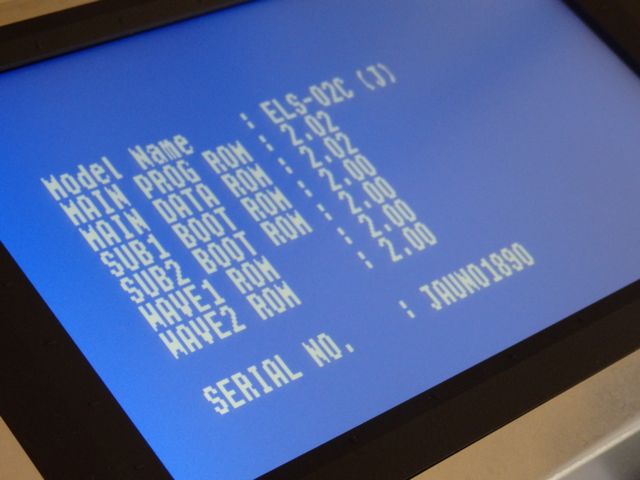 Model Name : ELS-02C (J)
MAIN PROG ROM : 2.02
MAIN DATA ROM : 2.02
SUB1 BOOT ROM : 2.00
SUB2 BOOT ROM : 2.00
WAVE1 ROM : 2.00
WAVE2 ROM : 2.00
SERIAL NO. : JAUNO1890